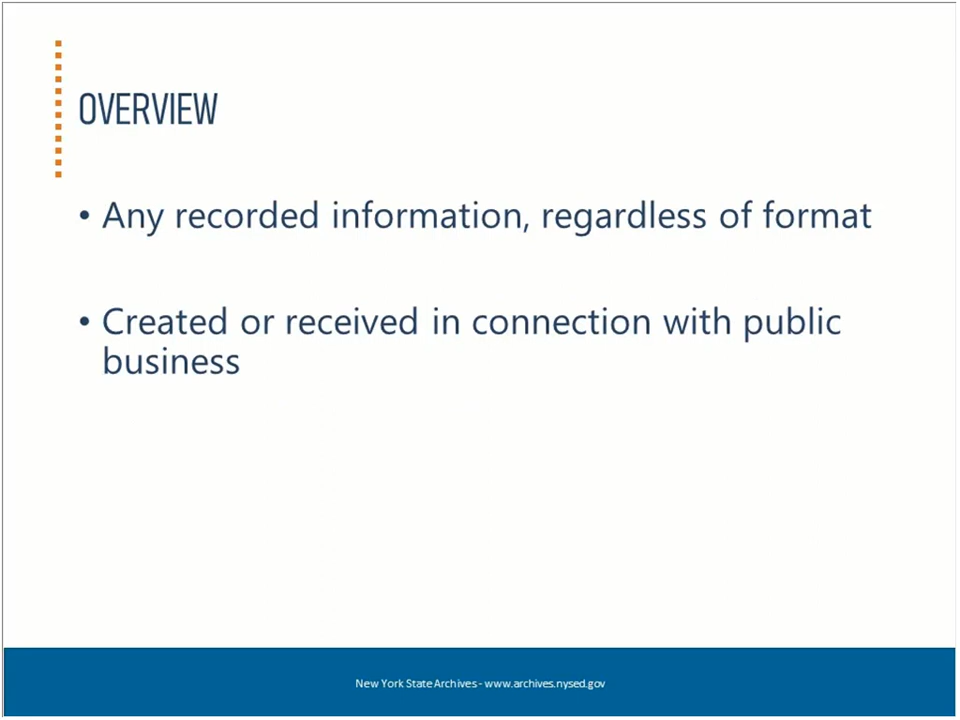 OVERVIEW
• Any recorded information, regardless of format
• Created or received in connection with public
business
New York State Archives - www.archives.nysed.gov